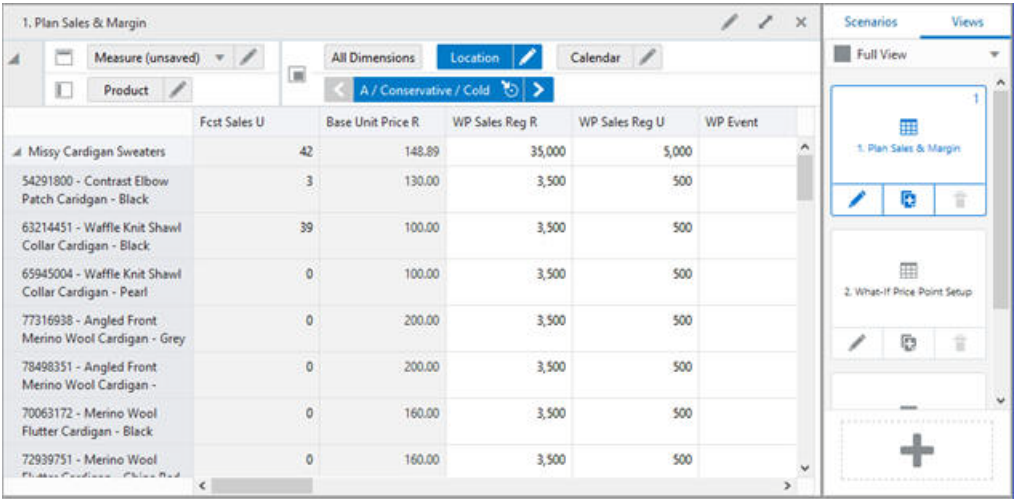 1. Plan Sales & Margin
Measure (unsaved)
All Dimensions Location Calendar
Product
A / Conservative / Cold
Fcst Sales U Base Unit Price R WP Sales Reg R WP Sales Reg U WP Event
Missy Cardigan Sweaters 42 148.89 35,000 5,000
54291800 - Contrast Elbow 3 130.00 3,500 500
Patch Caridgan - Black
63214451 - Waffle Knit Shawl 39 100.00 3,500 500
Collar Cardigan - Black
65945004 - Waffle Knit Shawl 0 100.00 3,500 500
Collar Cardigan - Pearl
77316938 - Angled Front 0 200.00 3,500 500
Merino Wool Cardigan - Grey
78498351 - Angled Front 0 200.00 3,500 500
Merino Wool Cardigan -
70063172 - Merino Wool 0 160.00 3,500 500
Flutter Cardigan - Black
72939751 - Merino Wool 0 160.00 3,500 500
Scenarios Views
Full View
1
1. Plan Sales & Margin
2. What-If Price Point Setup